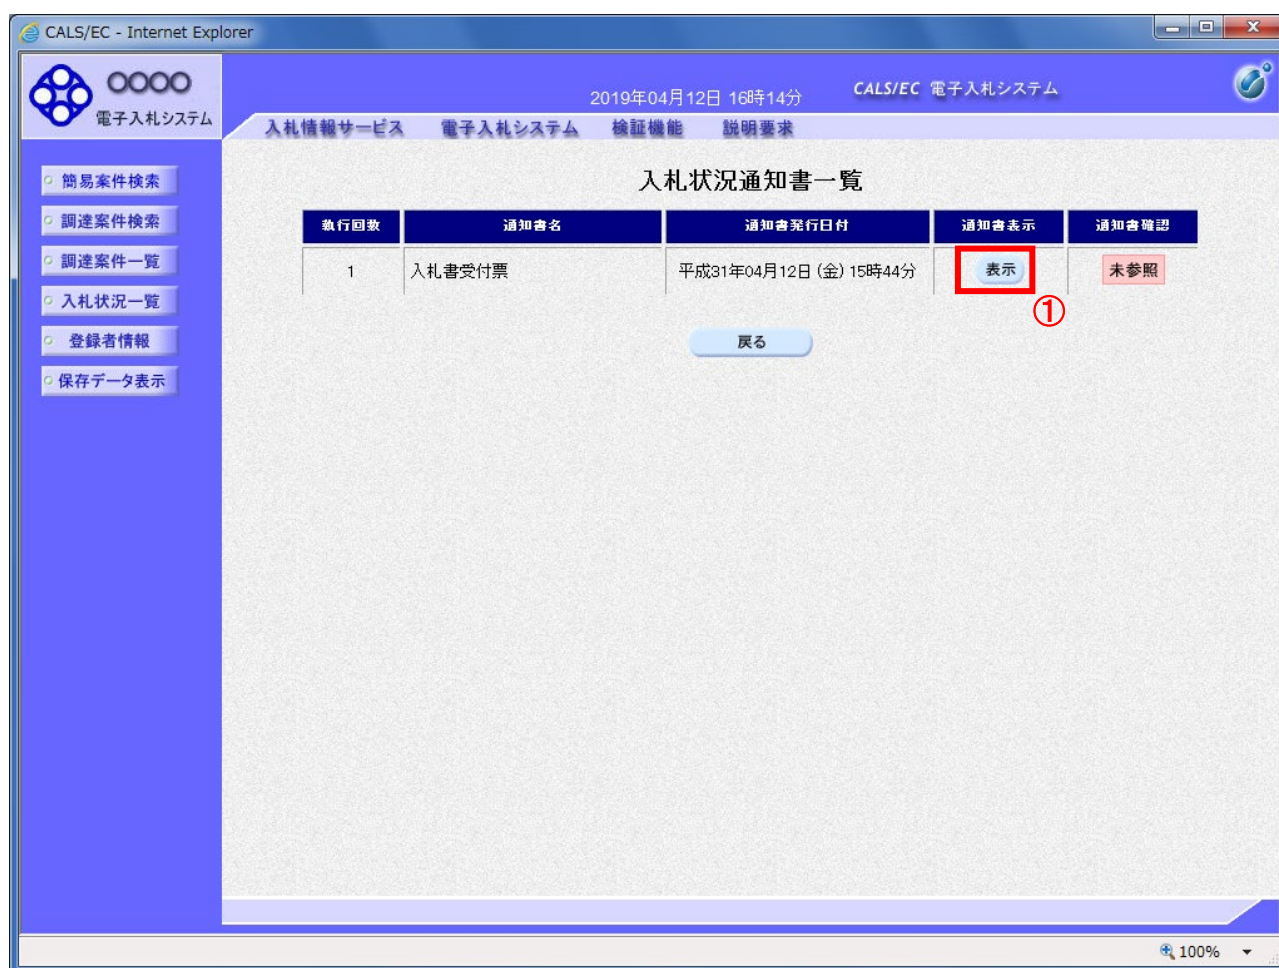 CALS/EC - Internet Explorer
〇〇〇〇
電子入札システム
2019年04月12日 16時14分
CALS/EC 電子入札システム
入札情報サービス 電子入札システム 検証機能 説明要求
簡易案件検索
調達案件検索
調達案件一覧
入札状況一覧
登録者情報
保存データ表示
入札状況通知書一覧
執行回数 通知書名 通知書発行日付 通知書表示 通知書確認
1 入札書受付票 平成31年04月12日 (金) 15時44分 表示 未参照
①
戻る
100%